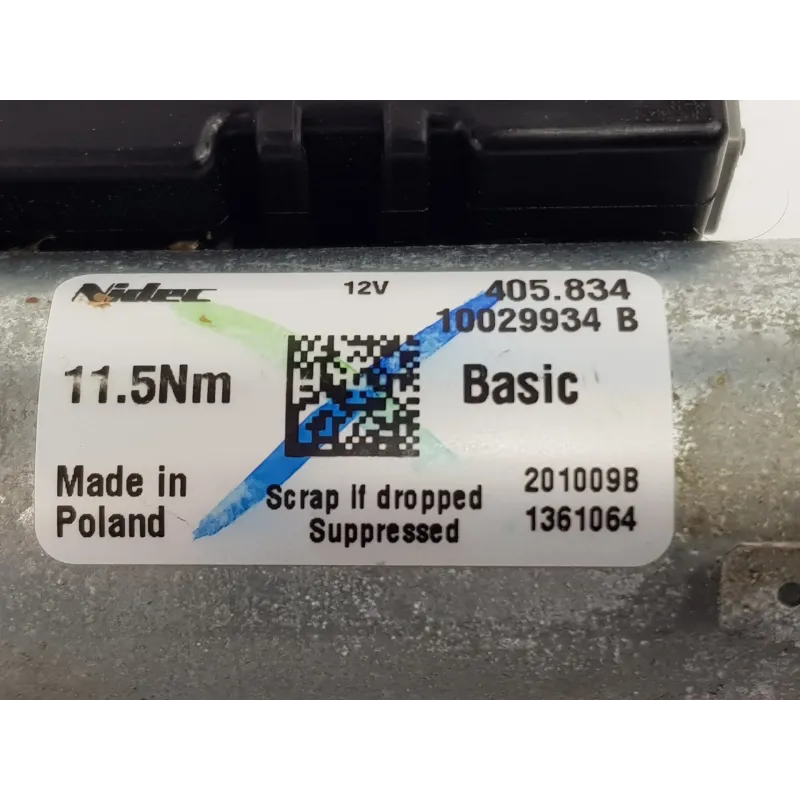 Nidec 12V 405.834
10029934 B
11.5Nm Basic
Made in Poland
Scrap If dropped
Suppressed
201009B
1361064